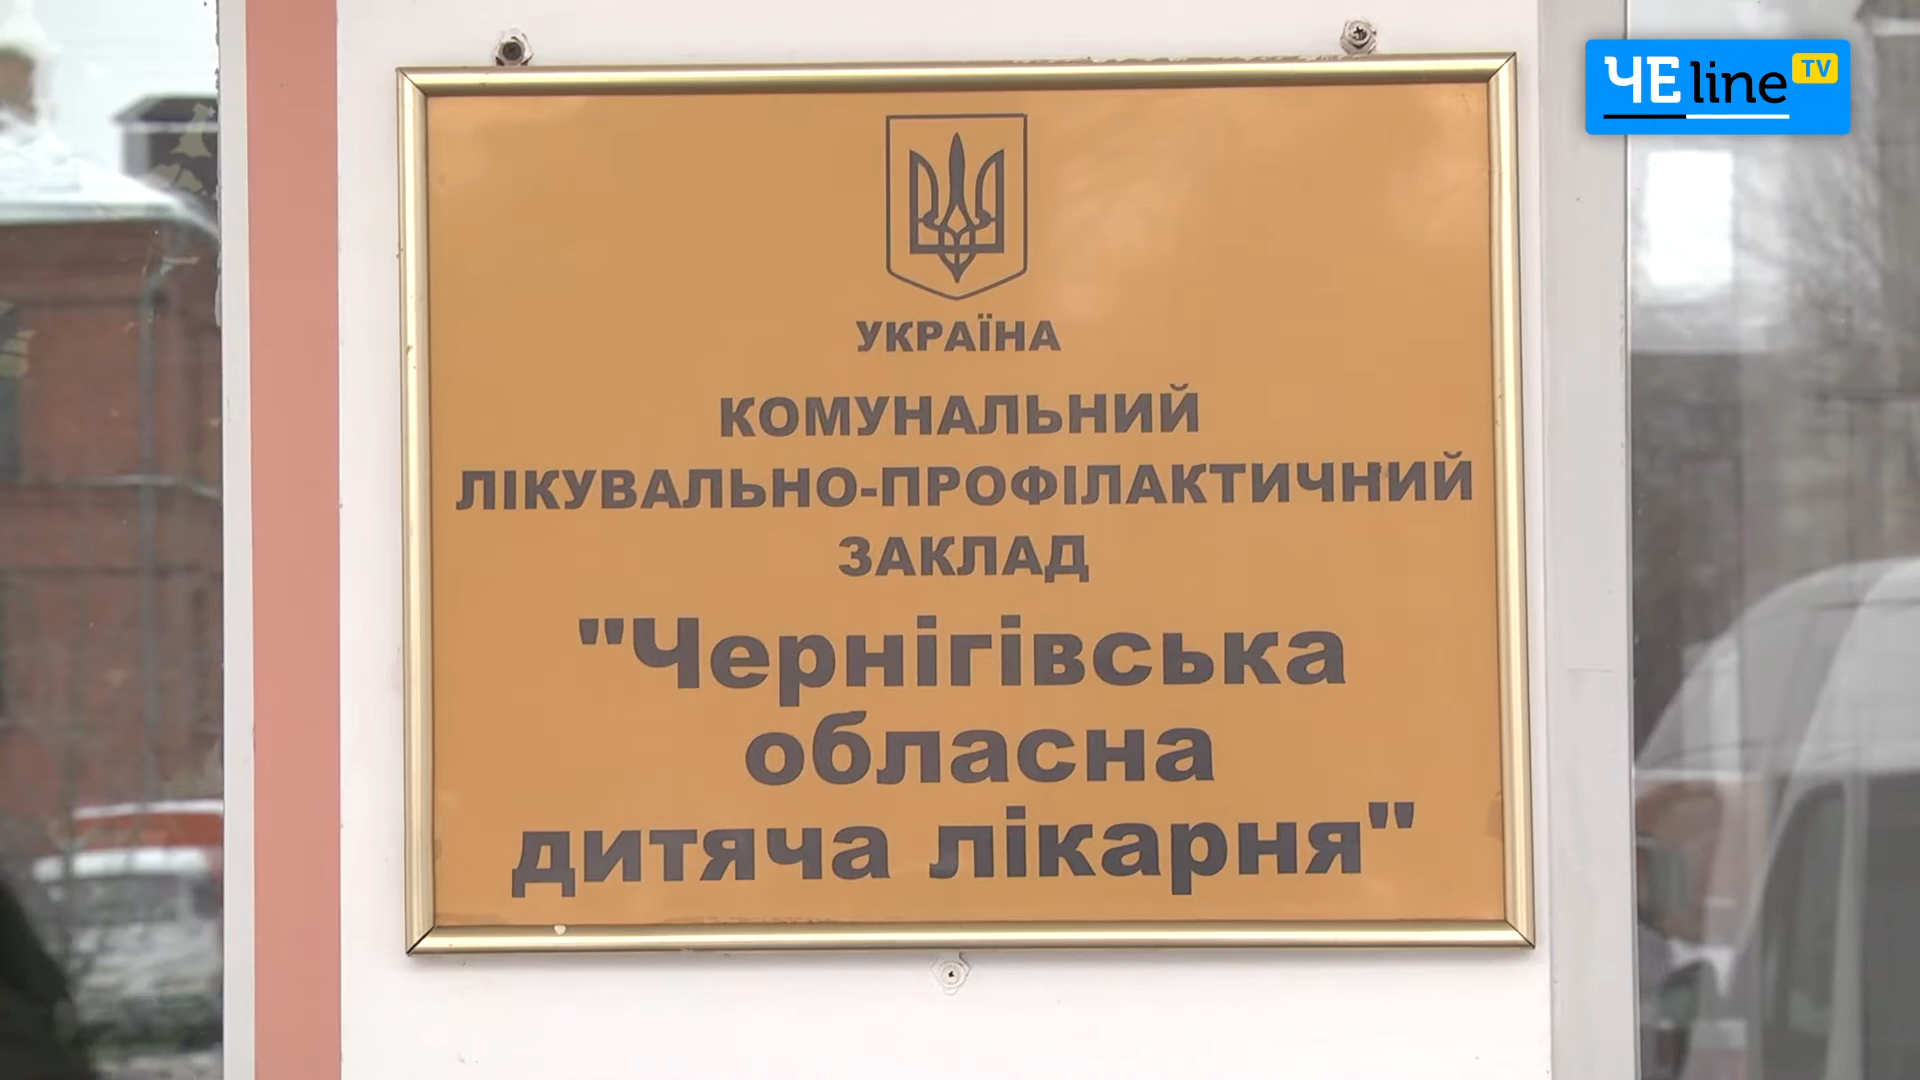 ЧЕline TV
УКРАЇНА
КОМУНАЛЬНИЙ
ЛІКУВАЛЬНО-ПРОФІЛАКТИЧНИЙ
ЗАКЛАД
"Чернігівська
обласна
дитяча лікарня"